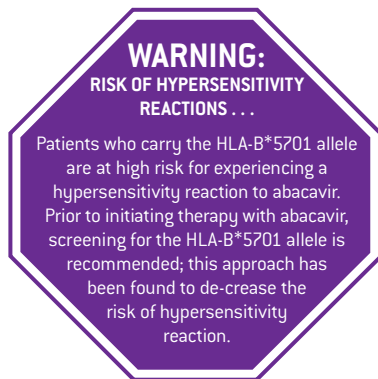 WARNING:
RISK OF HYPERSENSITIVITY
REACTIONS . . .
Patients who carry the HLA-B*5701 allele
are at high risk for experiencing a
hypersensitivity reaction to abacavir.
Prior to initiating therapy with abacavir,
screening for the HLA-B*5701 allele is
recommended; this approach has
been found to de-crease the
risk of hypersensitivity
reaction.